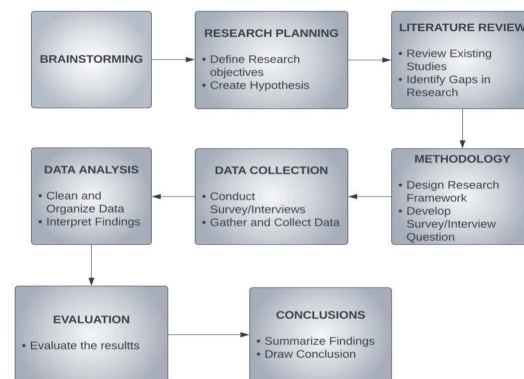 BRAINSTORMING
RESEARCH PLANNING
• Define Research
objectives
• Create Hypothesis
LITERATURE REVIEW
• Review Existing
Studies
• Identify Gaps in
Research
METHODOLOGY
• Design Research
Framework
• Develop
Survey/Interview
Question
DATA COLLECTION
• Conduct
Survey/Interviews
• Gather and Collect Data
DATA ANALYSIS
• Clean and
Organize Data
• Interpret Findings
EVALUATION
• Evaluate the resultts
CONCLUSIONS
• Summarize Findings
• Draw Conclusion